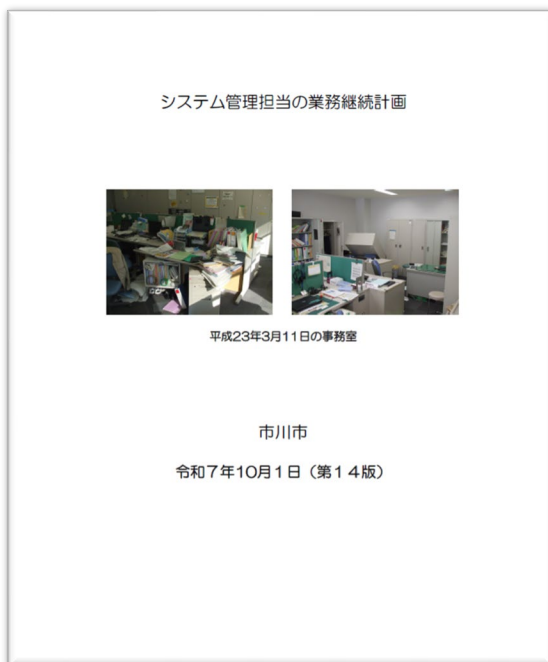 システム管理担当の業務継続計画
平成23年3月11日の事務室
市川市
令和7年10月1日(第14版)